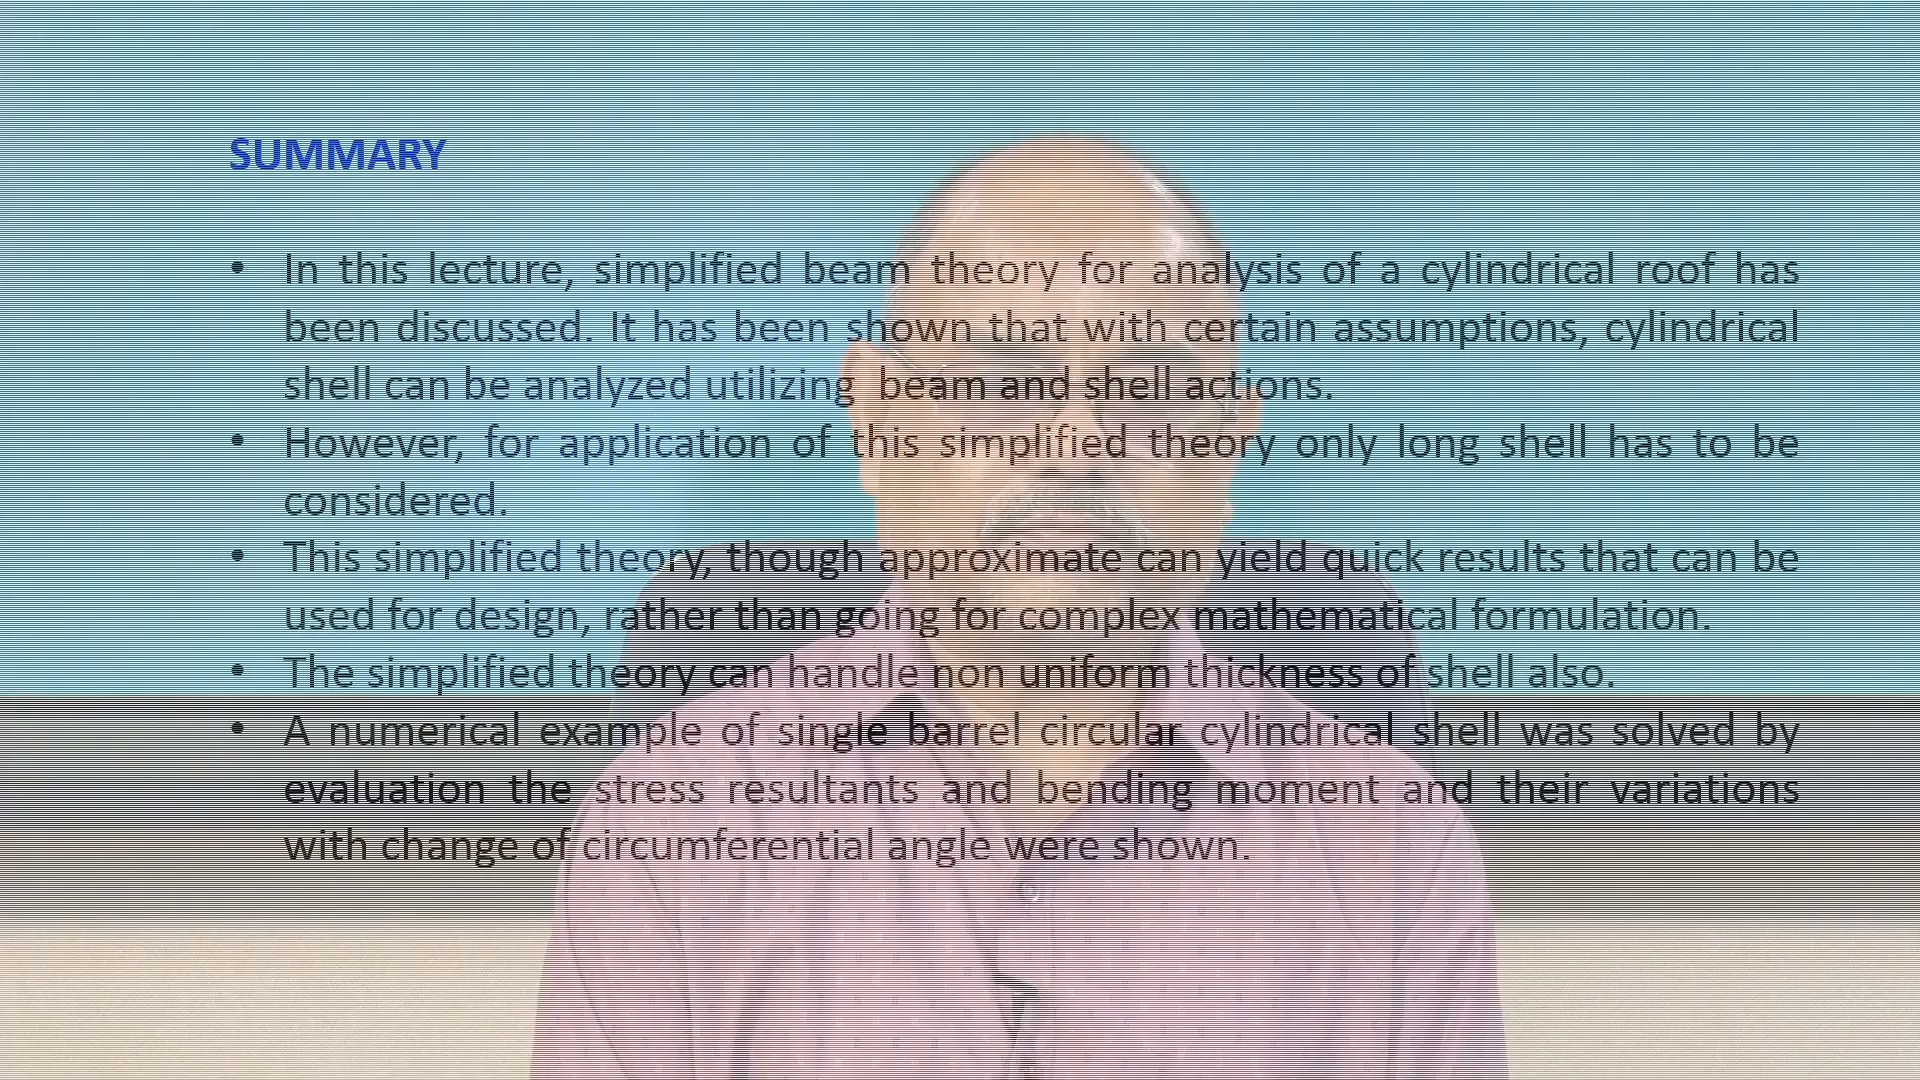 SUMMARY
• In this lecture, simplified beam theory for analysis of a cylindrical roof has
been discussed. It has been shown that with certain assumptions, cylindrical
shell can be analyzed utilizing beam and shell actions.
• However, for application of this simplified theory only long shell has to be
considered.
• This simplified theory, though approximate can yield quick results that can be
used for design, rather than going for complex mathematical formulation.
• The simplified theory can handle non uniform thickness of shell also.
• A numerical example of single barrel circular cylindrical shell was solved by
evaluation the stress resultants and bending moment and their variations
with change of circumferential angle were shown.